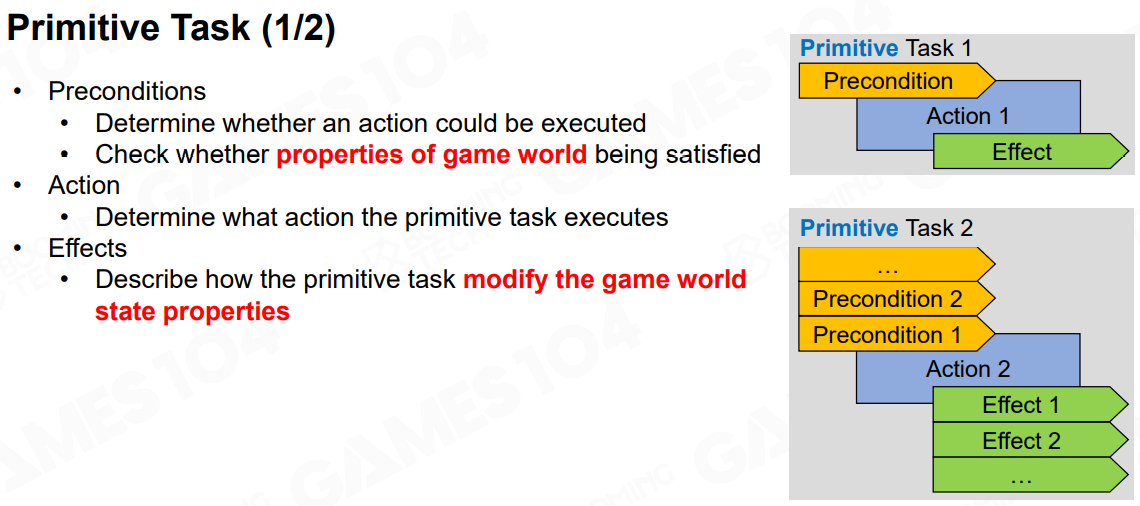 Primitive Task (1/2)
• Preconditions
• Determine whether an action could be executed
• Check whether properties of game world being satisfied
• Action
• Determine what action the primitive task executes
• Effects
• Describe how the primitive task modify the game world
state properties
Primitive Task 1
Precondition
Action 1
Effect
Primitive Task 2
...
Precondition 2
Precondition 1
Action 2
Effect 1
Effect 2
...
GAMES104
BOOMING
TECH